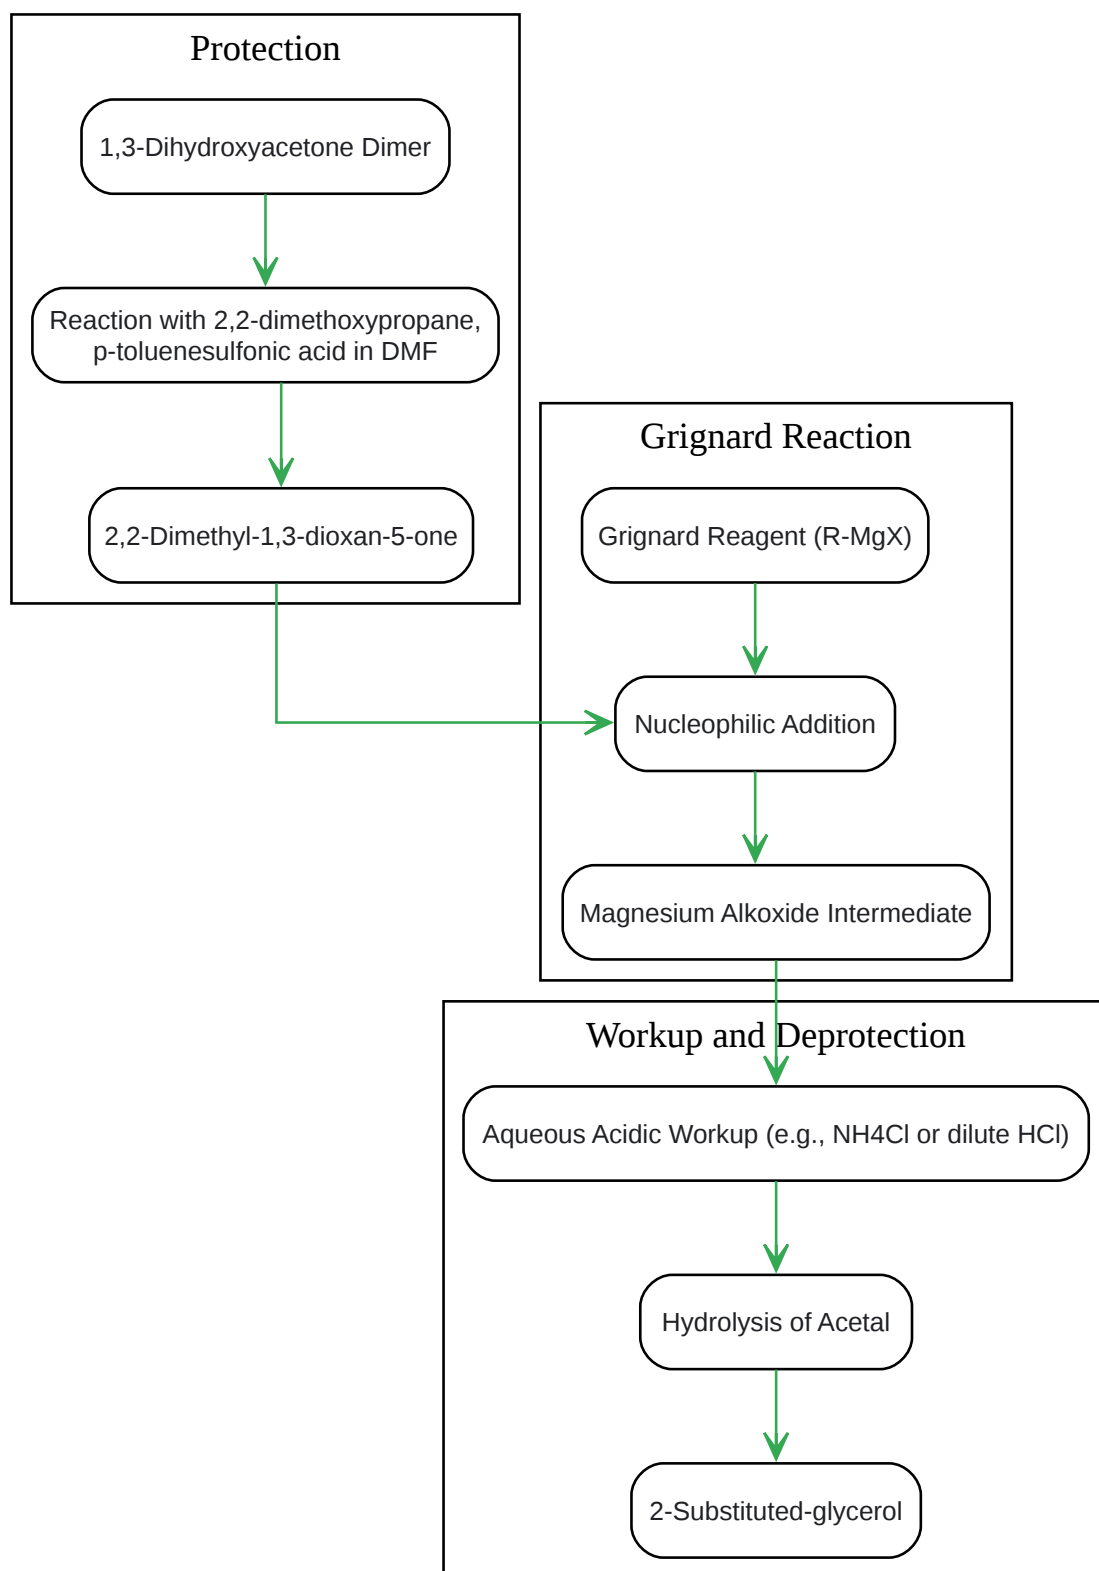 Protection
1,3-Dihydroxyacetone Dimer
Reaction with 2,2-dimethoxypropane,
p-toluenesulfonic acid in DMF
2,2-Dimethyl-1,3-dioxan-5-one
Grignard Reaction
Grignard Reagent (R-MgX)
Nucleophilic Addition
Magnesium Alkoxide Intermediate
Workup and Deprotection
Aqueous Acidic Workup (e.g., NH4Cl or dilute HCl)
Hydrolysis of Acetal
2-Substituted-glycerol